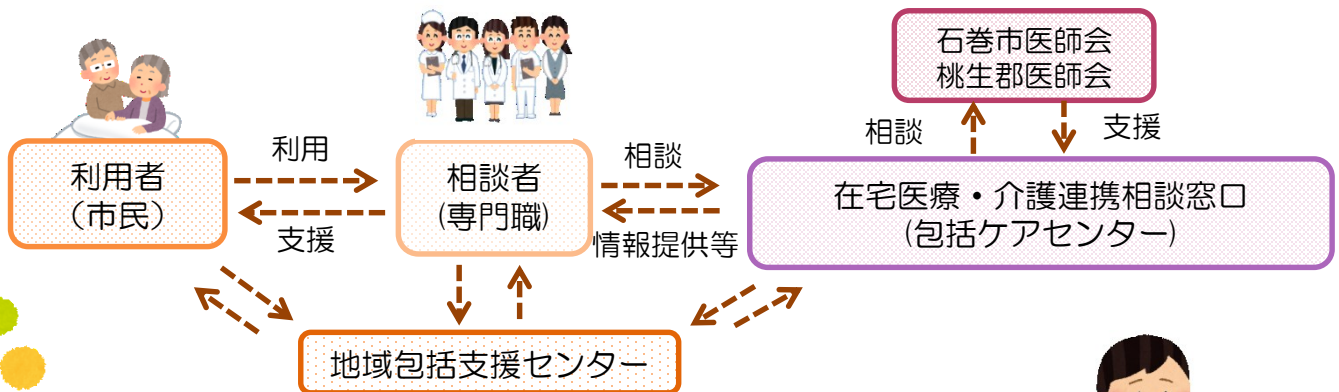 石巻市医師会
桃生郡医師会
相談
支援
利用者
（市民）
利用
支援
相談者
(専門職)
相談
情報提供等
在宅医療・介護連携相談窓口
(包括ケアセンター)
地域包括支援センター